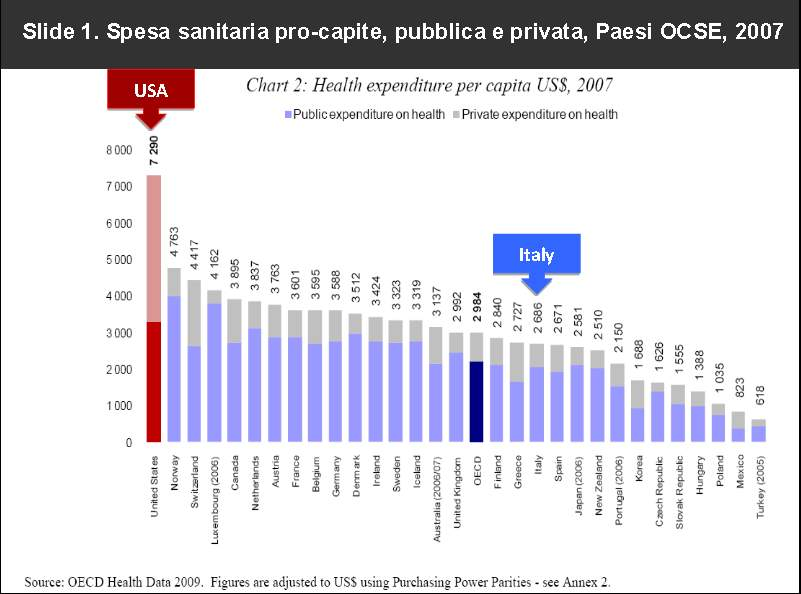 Slide 1. Spesa sanitaria pro-capite, pubblica e privata, Paesi OCSE, 2007
USA
Chart 2: Health expenditure per capita US$, 2007
Public expenditure on health
Private expenditure on health
Italy
8 000
7 000
6 000
5 000
4 000
3 000
2 000
1 000
0
7 290
4 763
4 417
4 162
3 895
3 837
3 763
3 601
3 595
3 588
3 512
3 424
3 323
3 319
3 137
2 992
2 984
2 840
2 727
2 686
2 671
2 581
2 510
2 150
1 688
1 626
1 555
1 388
1 035
823
618
United States
Norway
Switzerland
Luxembourg (2006)
Canada
Netherlands
Austria
France
Belgium
Germany
Denmark
Ireland
Sweden
Iceland
Australia (2006/07)
United Kingdom
OECD
Finland
Greece
Italy
Spain
Japan (2006)
New Zealand
Portugal (2006)
Korea
Czech Republic
Slovak Republic
Hungary
Poland
Mexico
Turkey (2005)
Source: OECD Health Data 2009. Figures are adjusted to US$ using Purchasing Power Parities - see Annex 2.